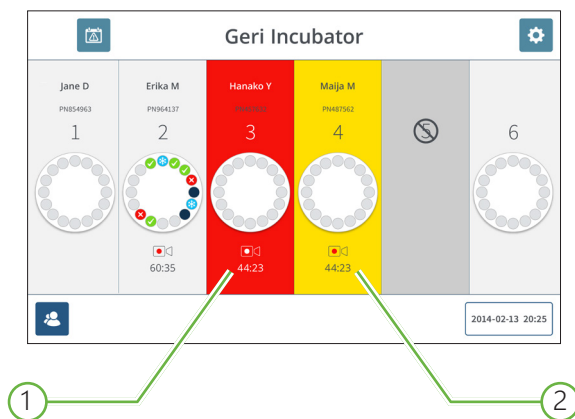 Geri Incubator
Jane D
PN854963
1
Erika M
PN964137
2
60:35
Hanako Y
3
44:23
Maija M
PN487562
4
44:23
5
6
2014-02-13 20:25
1
2